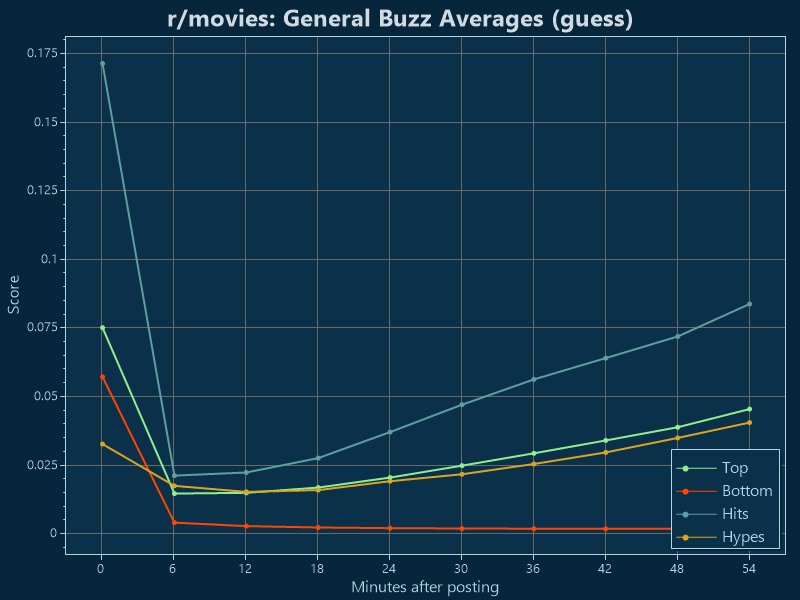 r/movies: General Buzz Averages (guess)
0.175
0.15
0.125
0.1
0.075
0.05
0.025
0
Score
Top
Bottom
Hits
Hypes
0 6 12 18 24 30 36 42 48 54
Minutes after posting